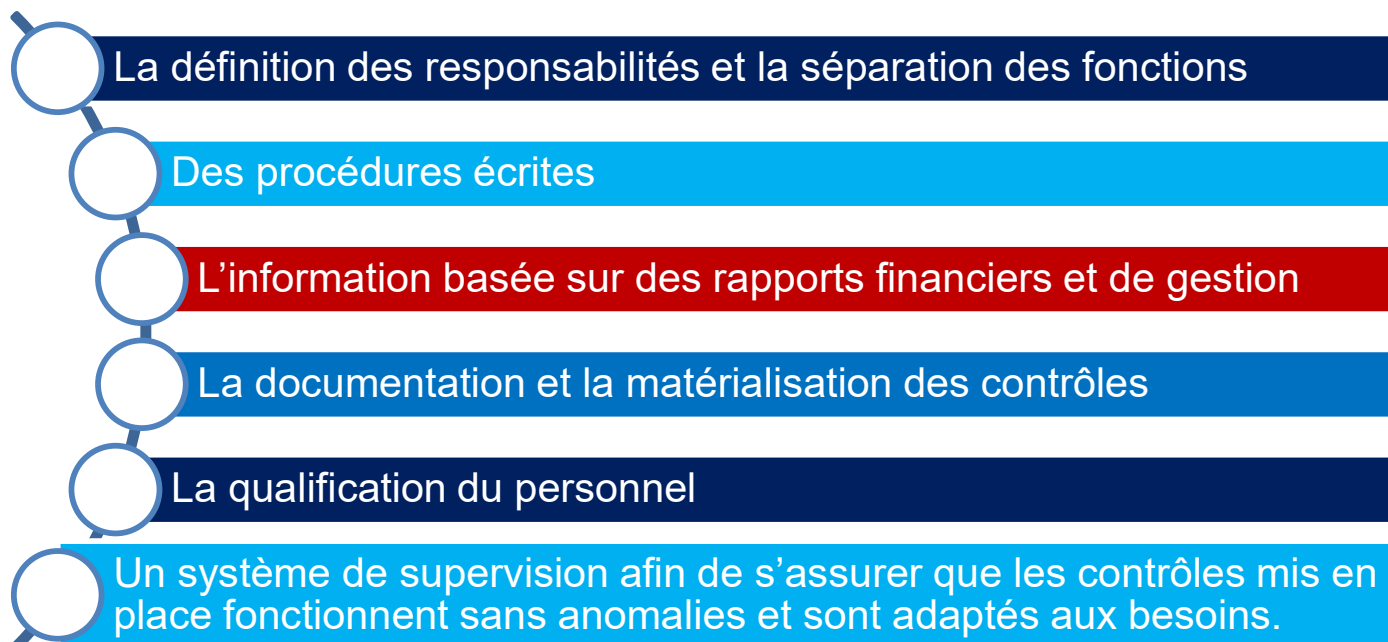 La définition des responsabilités et la séparation des fonctions
Des procédures écrites
L’information basée sur des rapports financiers et de gestion
La documentation et la matérialisation des contrôles
La qualification du personnel
Un système de supervision afin de s’assurer que les contrôles mis en
place fonctionnent sans anomalies et sont adaptés aux besoins.